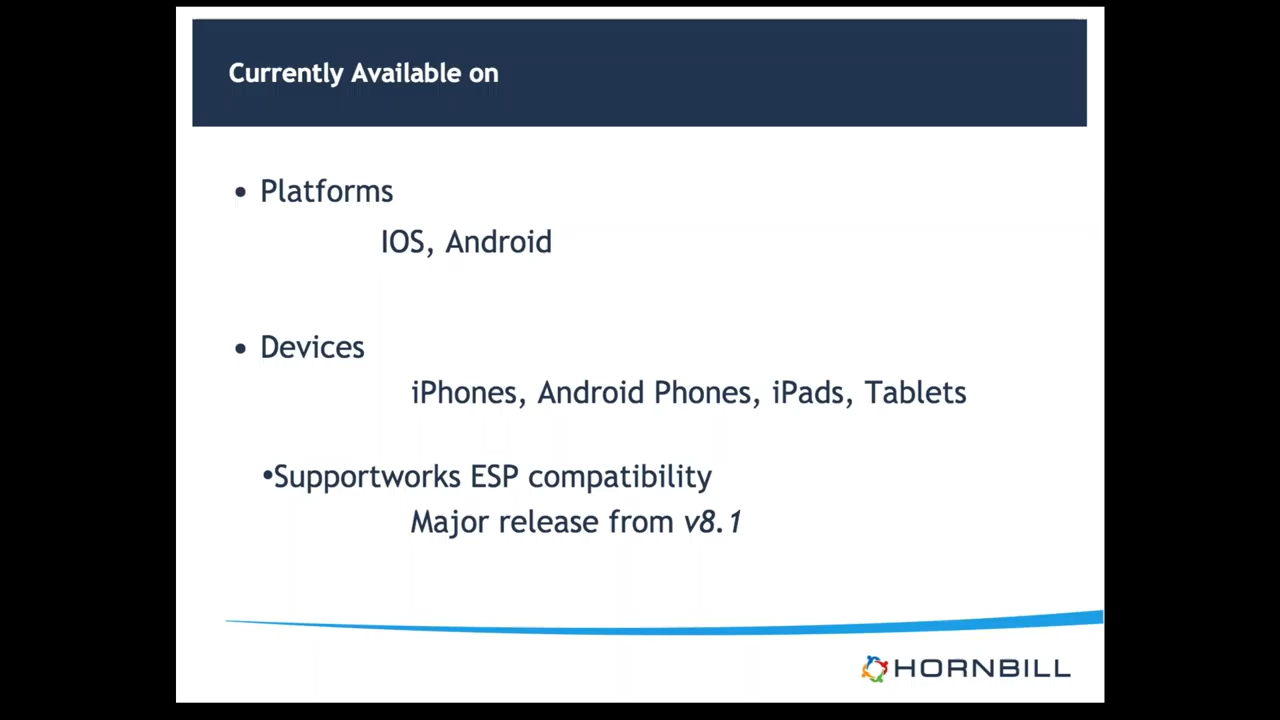 Currently Available on
• Platforms
IOS, Android
• Devices
iPhones, Android Phones, iPads, Tablets
•Supportworks ESP compatibility
Major release from v8.1
HORNBILL